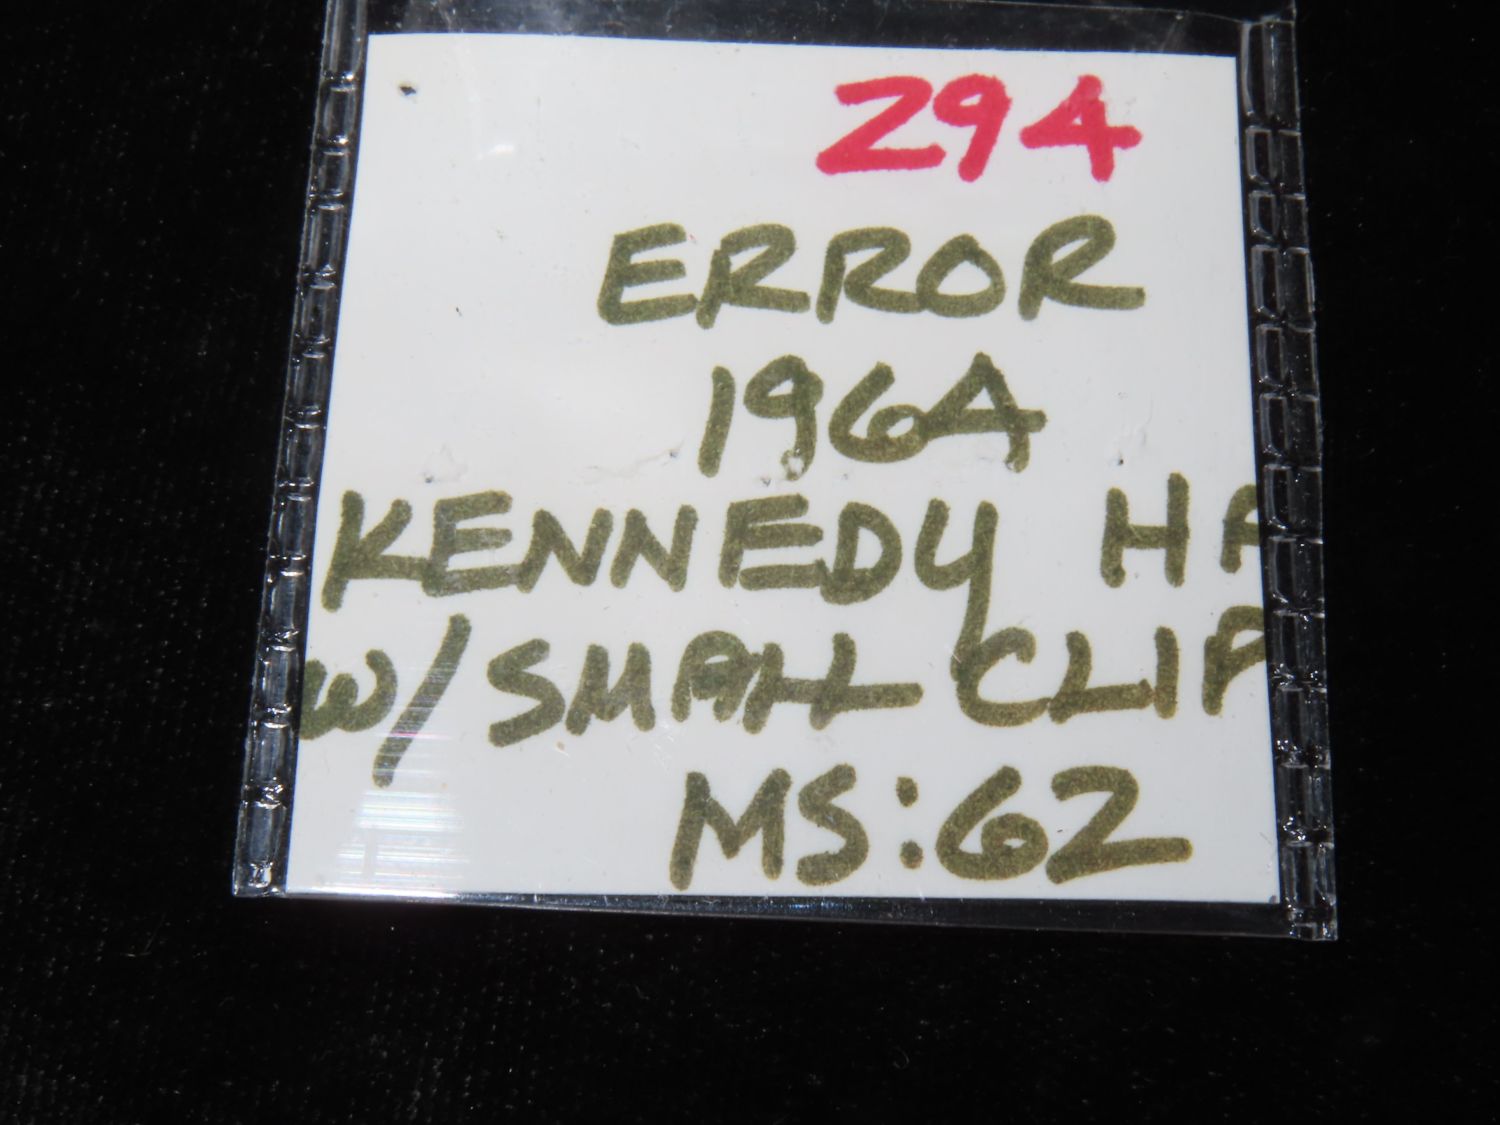 294
ERROR
1964
KENNEDY HA
W/SMALL CLIP
MS:62